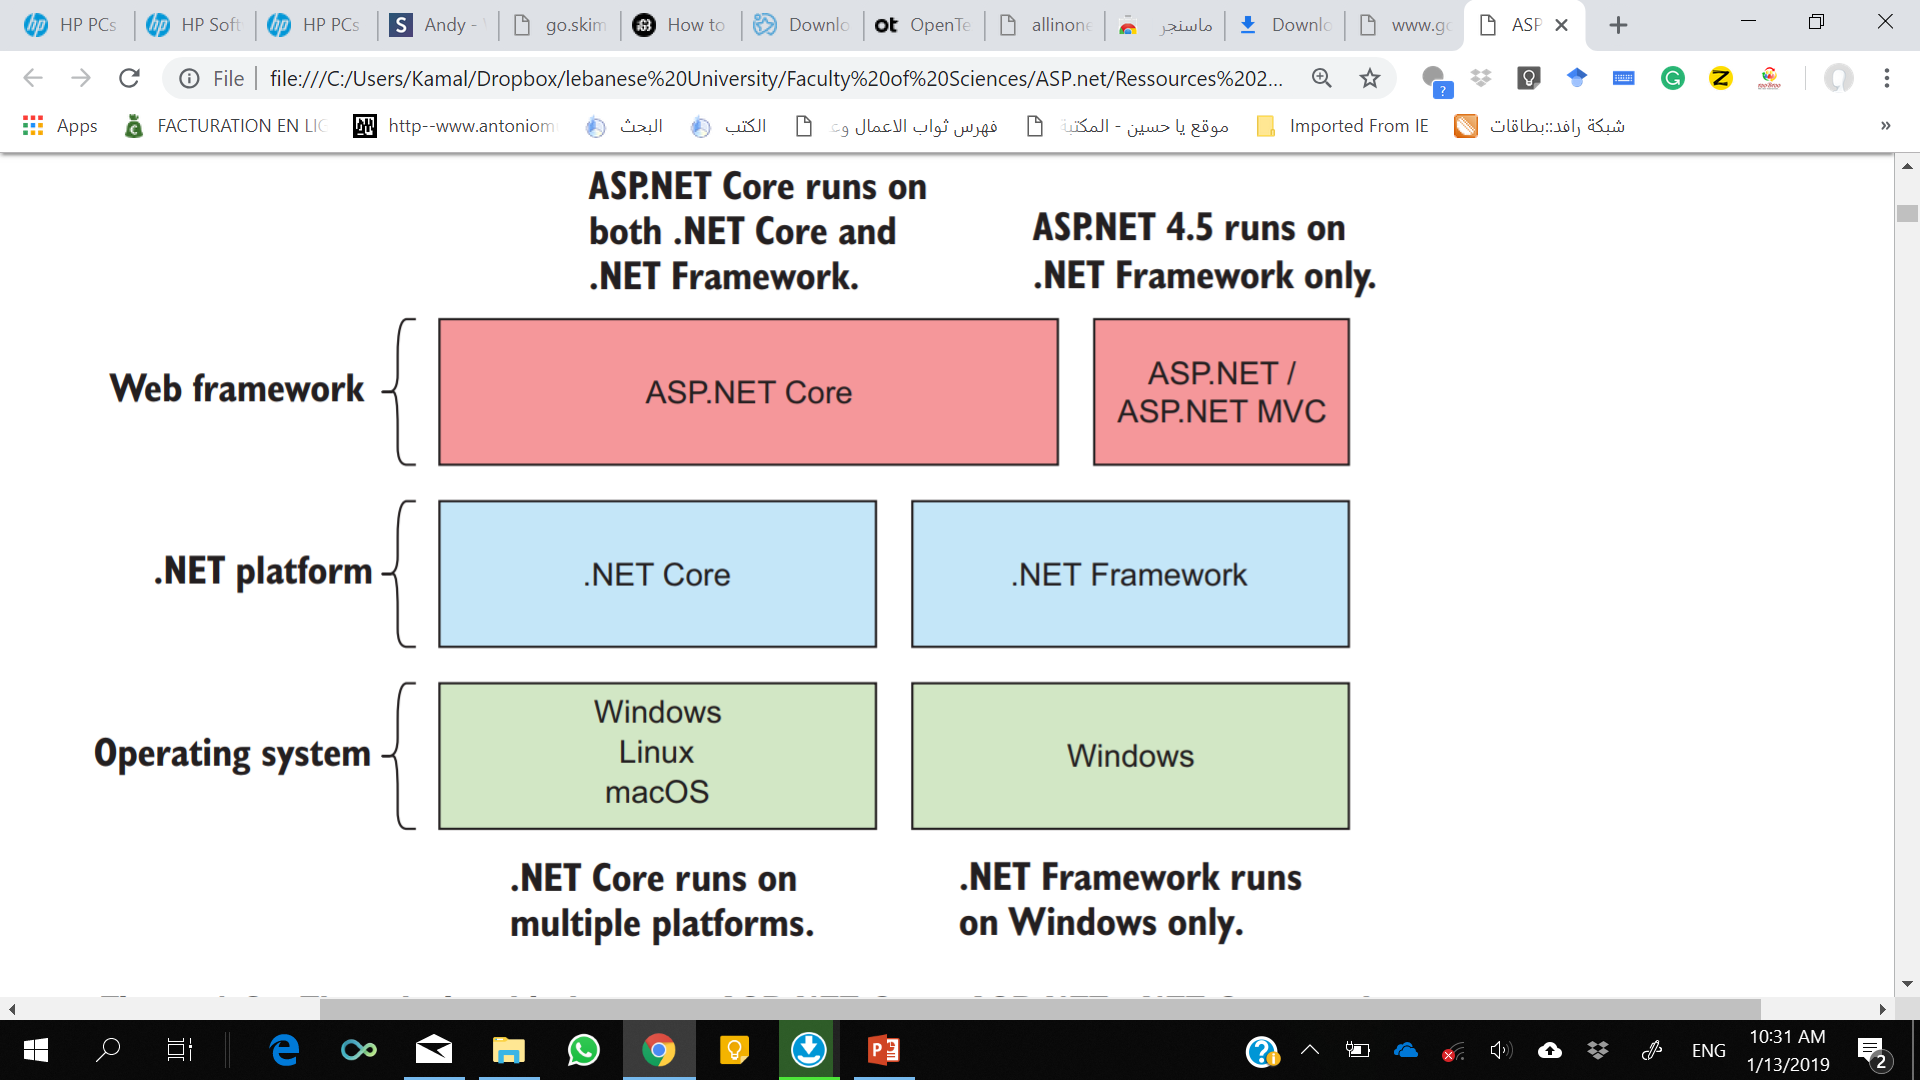 HP PCs
HP Soft
HP PCs
Andy -
go.skim
How to
Downlo
OpenTe
allinone
ماسنجر
Downlo
www.go
ASP
File
file:///C:/Users/Kamal/Dropbox/lebanese%20University/Faculty%20of%20Sciences/ASP.net/Ressources%202...
Apps
FACTURATION EN LIG
http--www.antoniom
البحث
الكتب
فهرس ثواب الاعمال وع
موقع يا حسين - المكتبة
Imported From IE
شبكة رافد::بطاقات
»
ASP.NET Core runs on
both .NET Core and
.NET Framework.
ASP.NET 4.5 runs on
.NET Framework only.
Web framework
ASP.NET Core
ASP.NET /
ASP.NET MVC
.NET platform
.NET Core
.NET Framework
Operating system
Windows
Linux
macOS
Windows
.NET Core runs on
multiple platforms.
.NET Framework runs
on Windows only.
ENG
10:31 AM
1/13/2019
2